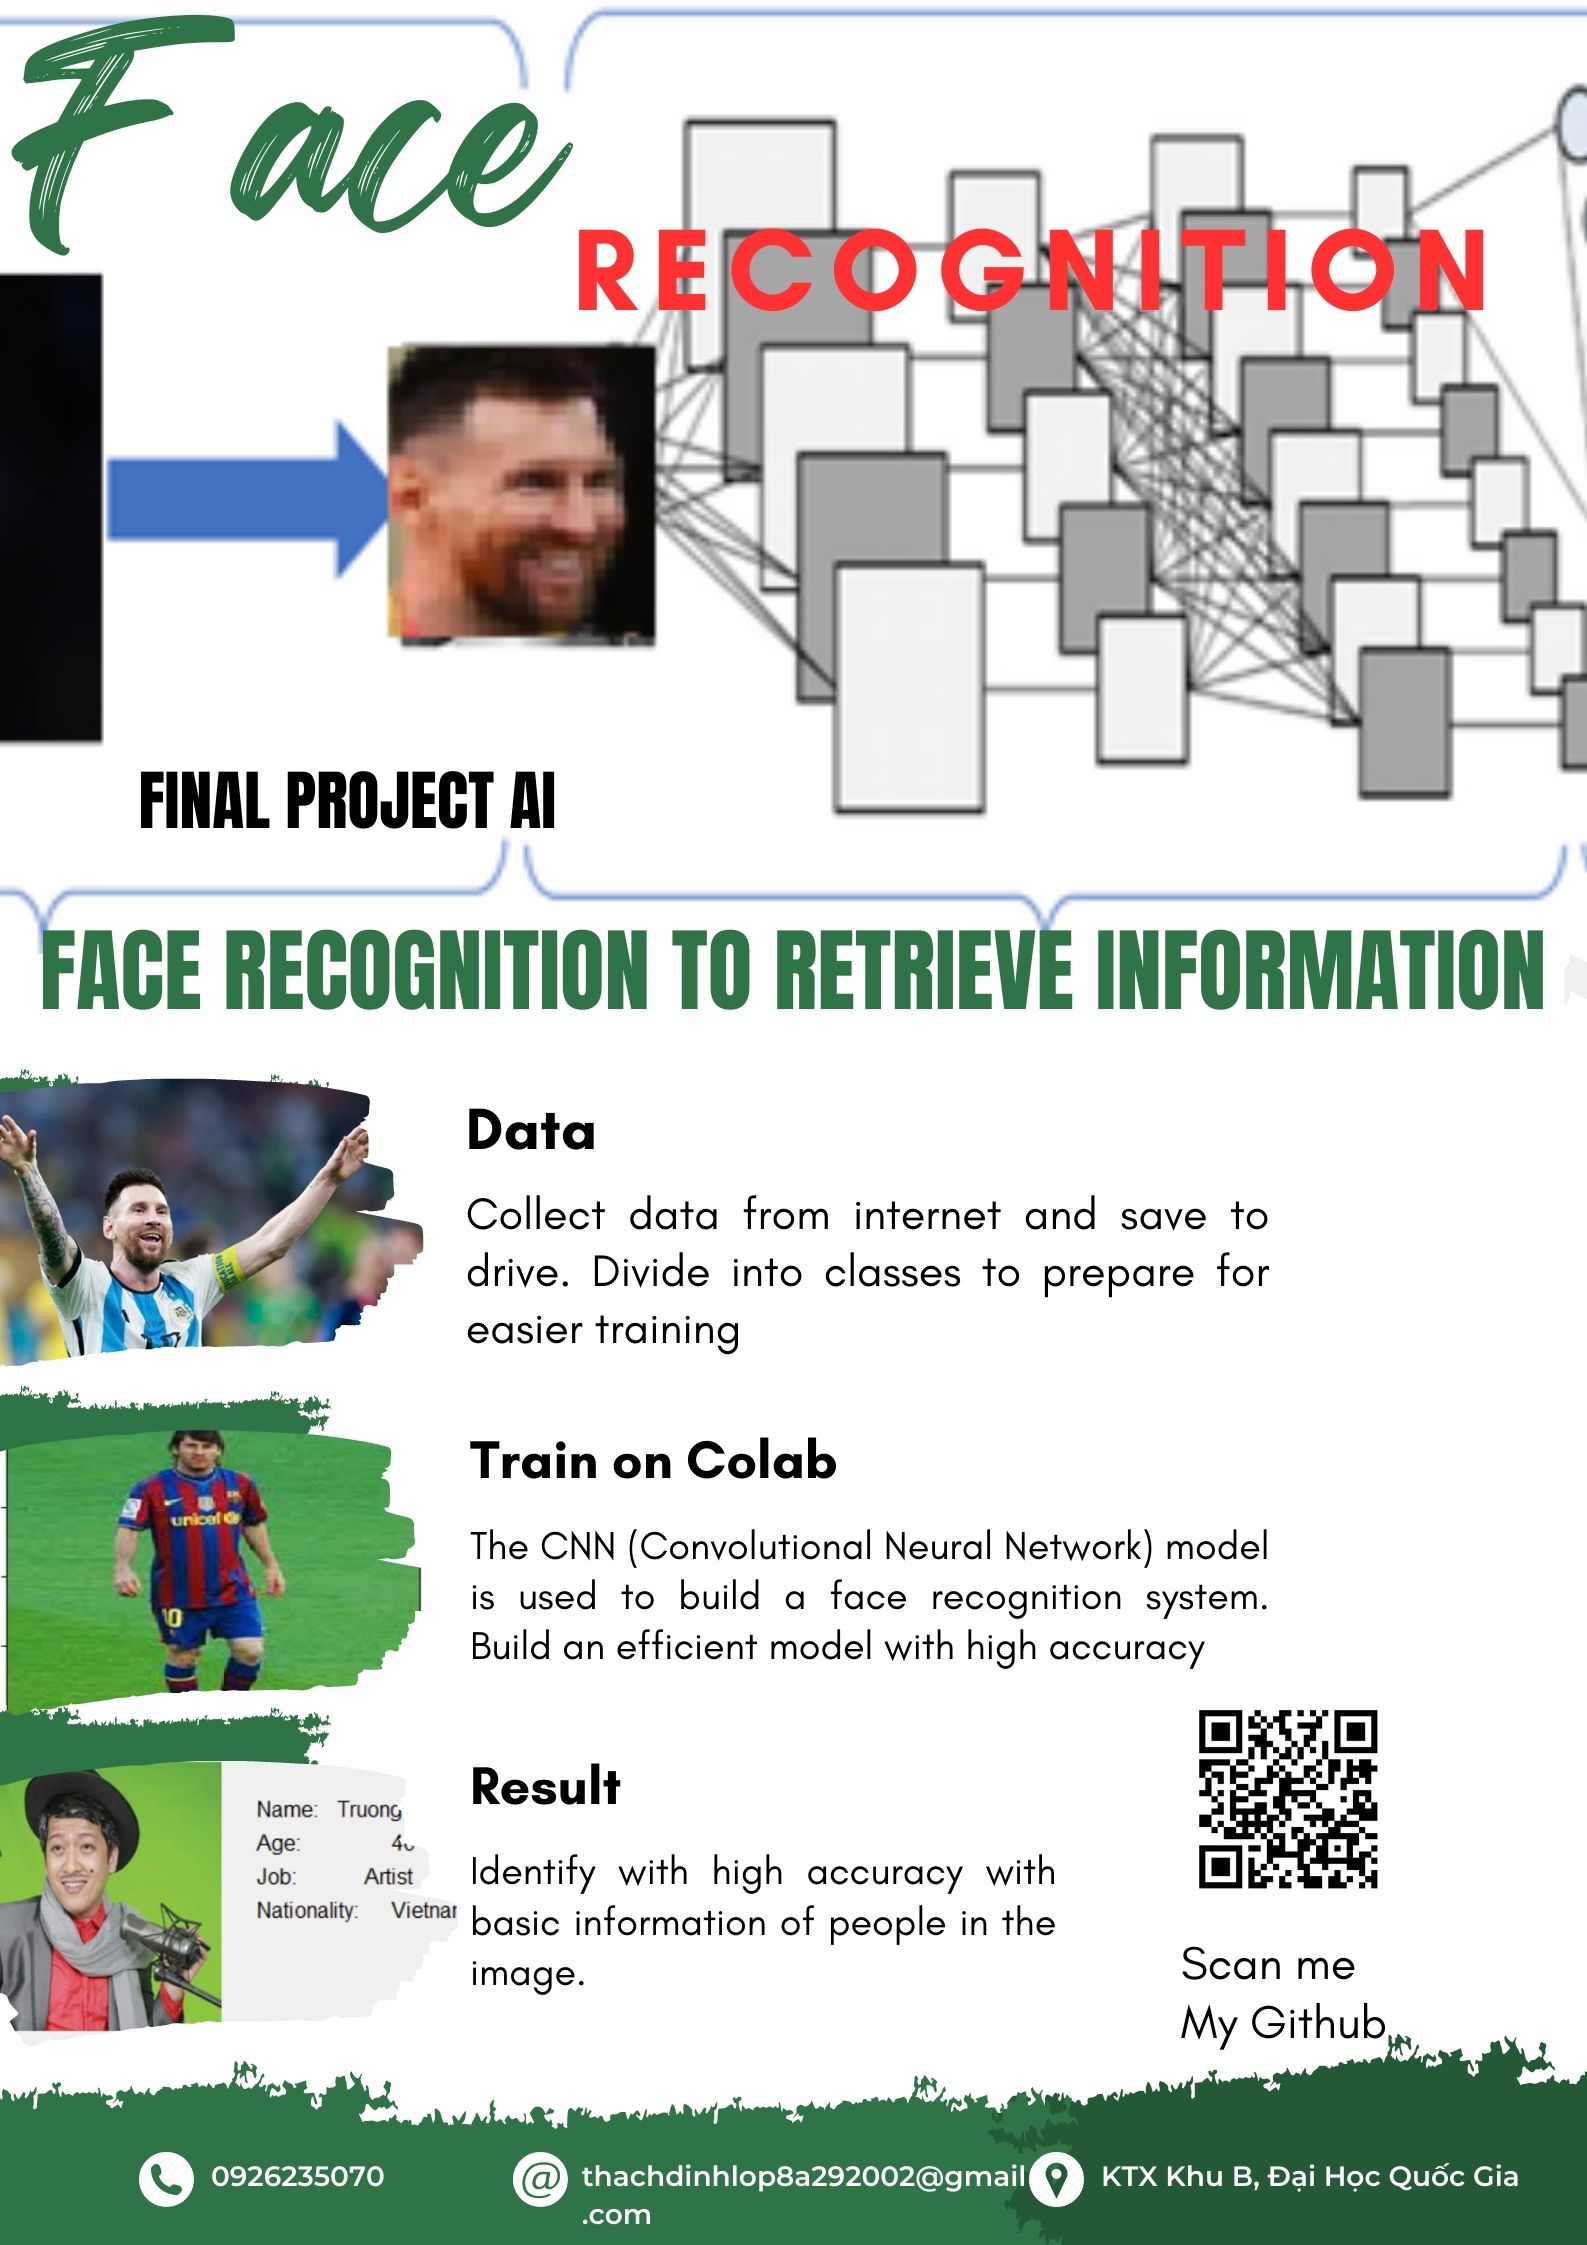 Face
RECOGNITION
FINAL PROJECT AI
FACE RECOGNITION TO RETRIEVE INFORMATION
Data
Collect data from internet and save to
drive. Divide into classes to prepare for
easier training
unicef
10
Train on Colab
The CNN (Convolutional Neural Network) model
is used to build a face recognition system.
Build an efficient model with high accuracy
Name: Truong
Age:
Job: Artist
Nationality:
Result
Identify with high accuracy with
basic information of people in the
image.
Scan me
My Github
0926235070
thachdinhlop8a292002@gmail
.com
KTX Khu B, Đại Học Quốc Gia